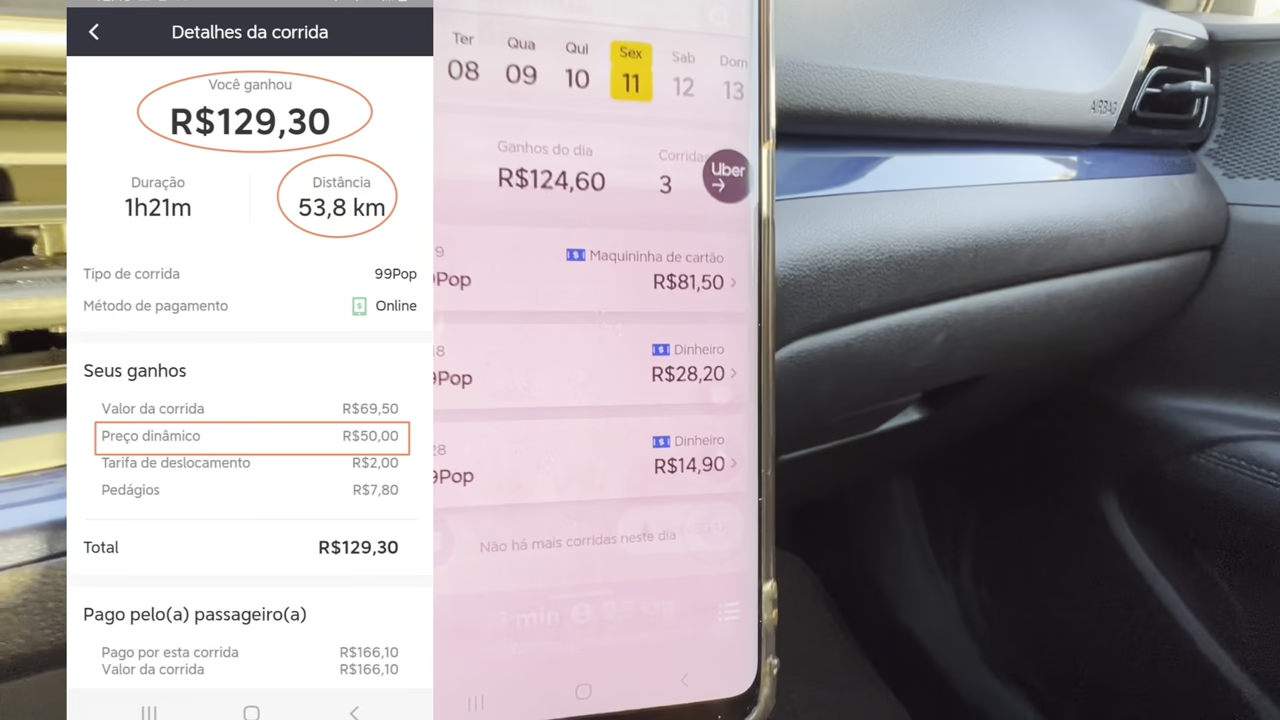 Detalhes da corrida
Você ganhou
R$129,30
Duração
Distância
1h21m
53,8 km
Tipo de corrida
99Pop
Método de pagamento
Online
Seus ganhos
Valor da corrida
R$69,50
Preço dinâmico
R$50,00
Tarifa de deslocamento
R$2,00
Pedágios
R$7,80
Total
R$129,30
Pago pelo(a) passageiro(a)
Pago por esta corrida
R$166,10
Valor da corrida
R$166,10
Ter
Qua
Qui
Sex
Sab
Dom
08
09
10
11
12
13
Ganhos do dia
Corridas
R$124,60
3
Uber
Maquininha de cartão
Pop
R$81,50
Dinheiro
9Pop
R$28,20
Dinheiro
9Pop
R$14,90
Não há mais corridas neste dia
AIRBAG